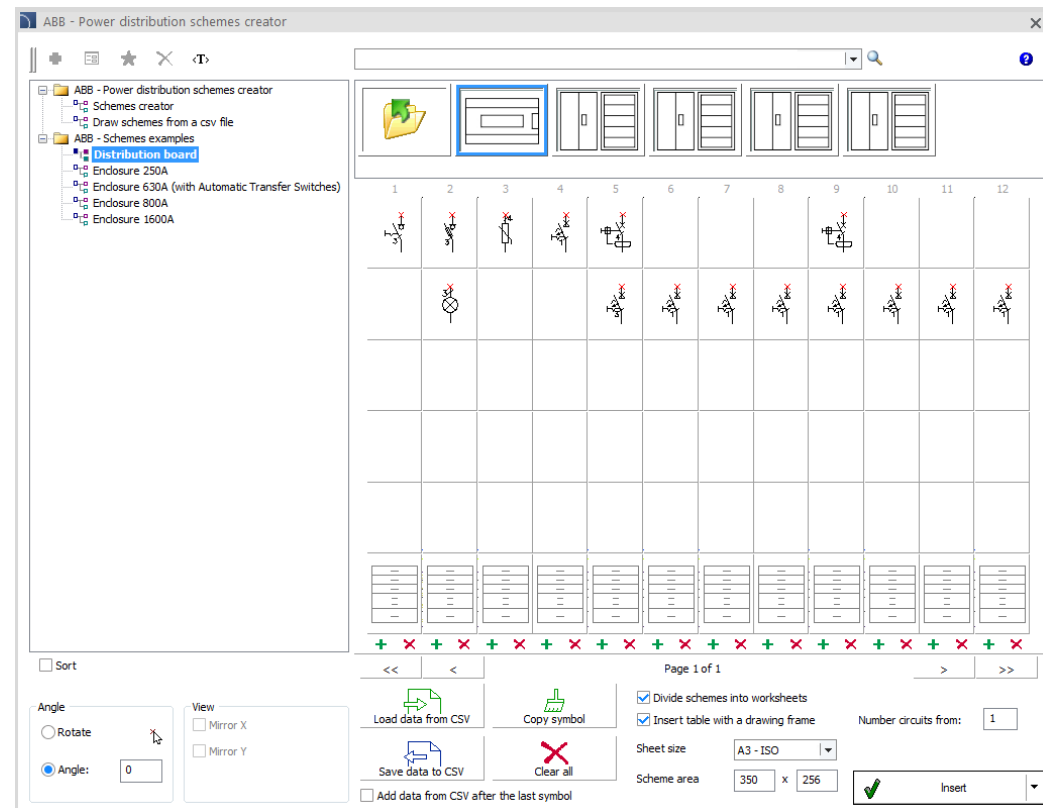 ABB - Power distribution schemes creator
<T>
ABB - Power distribution schemes creator
Schemes creator
Draw schemes from a csv file
ABB - Schemes examples
Distribution board
Enclosure 250A
Enclosure 630A (with Automatic Transfer Switches)
Enclosure 800A
Enclosure 1600A
1 2 3 4 5 6 7 8 9 10 11 12
<< < Page 1 of 1 > >>
Sort
Angle
Rotate
Angle: 0
View
Mirror X
Mirror Y
Load data from CSV
Copy symbol
Save data to CSV
Clear all
Add data from CSV after the last symbol
Divide schemes into worksheets
Insert table with a drawing frame
Number circuits from: 1
Sheet size A3 - ISO
Scheme area 350 x 256
Insert